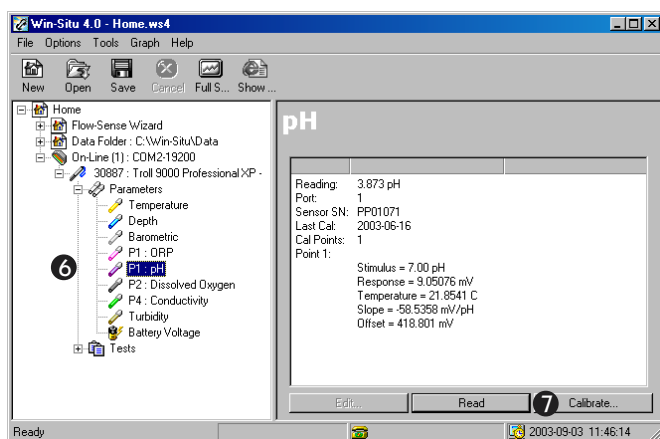 Win-Situ 4.0 - Home.ws4
File Options Tools Graph Help
New Open Save Cancel Full S... Show ...
Home
Flow-Sense Wizard
Data Folder : C:\Win-Situ\Data
On-Line (1) : COM2-19200
30887 : Troll 9000 Professional XP -
Parameters
Temperature
Depth
Barometric
P1 : ORP
6 P1 : pH
P2 : Dissolved Oxygen
P4 : Conductivity
Turbidity
Battery Voltage
Tests
pH
Reading: 3.873 pH
Port: 1
Sensor SN: PP01071
Last Cal: 2003-06-16
Cal Points: 1
Point 1:
Stimulus = 7.00 pH
Response = 9.05076 mV
Temperature = 21.8541 C
Slope = -58.5358 mV/pH
Offset = 418.801 mV
Edit... Read 7 Calibrate...
Ready 2003-09-03 11:46:14